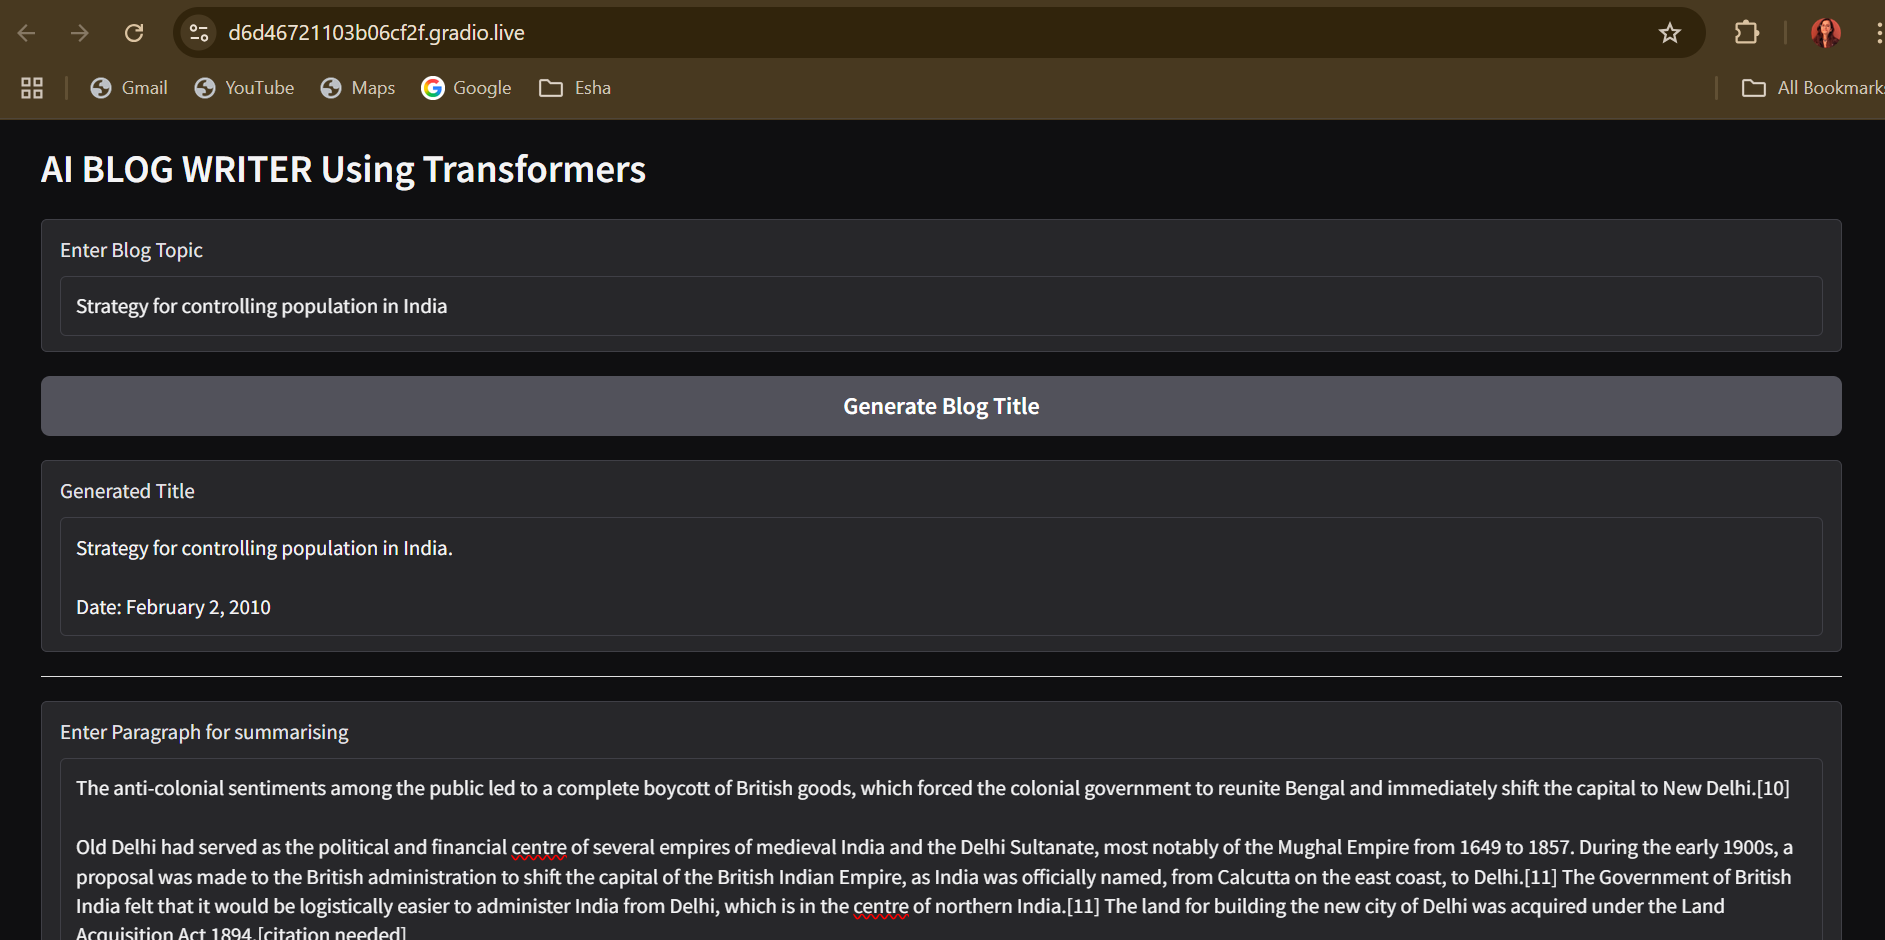 d6d46721103b06cf2f.gradio.live
Gmail
YouTube
Maps
Google
Esha
All Bookmarks
AI BLOG WRITER Using Transformers
Enter Blog Topic
Strategy for controlling population in India
Generate Blog Title
Generated Title
Strategy for controlling population in India.
Date: February 2, 2010
Enter Paragraph for summarising
The anti-colonial sentiments among the public led to a complete boycott of British goods, which forced the colonial government to reunite Bengal and immediately shift the capital to New Delhi.[10]
Old Delhi had served as the political and financial centre of several empires of medieval India and the Delhi Sultanate, most notably of the Mughal Empire from 1649 to 1857. During the early 1900s, a
proposal was made to the British administration to shift the capital of the British Indian Empire, as India was officially named, from Calcutta on the east coast, to Delhi.[11] The Government of British
India felt that it would be logistically easier to administer India from Delhi, which is in the centre of northern India.[11] The land for building the new city of Delhi was acquired under the Land
Acquisition Act 1894.[citation needed]